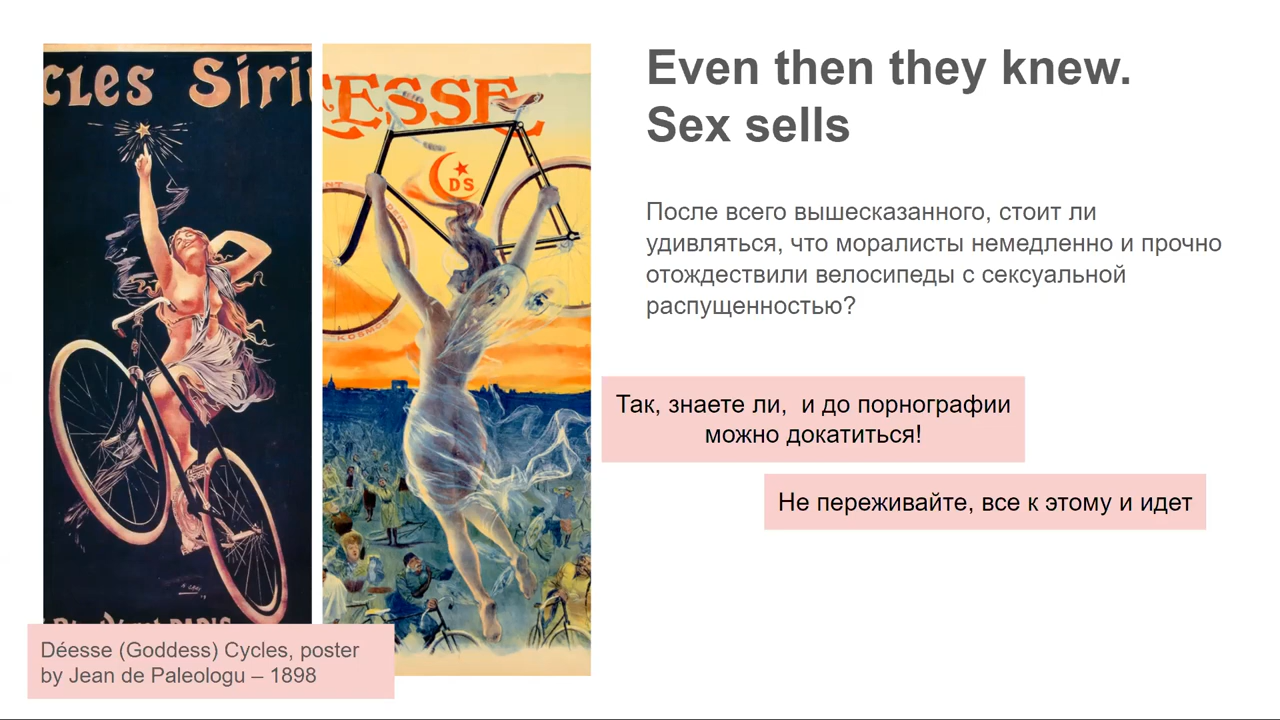 CLES Siri
ESSE
DS
KOSMOS
PARIS
Even then they knew.
Sex sells
После всего вышесказанного, стоит ли
удивляться, что моралисты немедленно и прочно
отождествили велосипеды с сексуальной
распущенностью?
Так, знаете ли,  и до порнографии
можно докатиться!
Не переживайте, все к этому и идет
Déesse (Goddess) Cycles, poster
by Jean de Paleologu – 1898